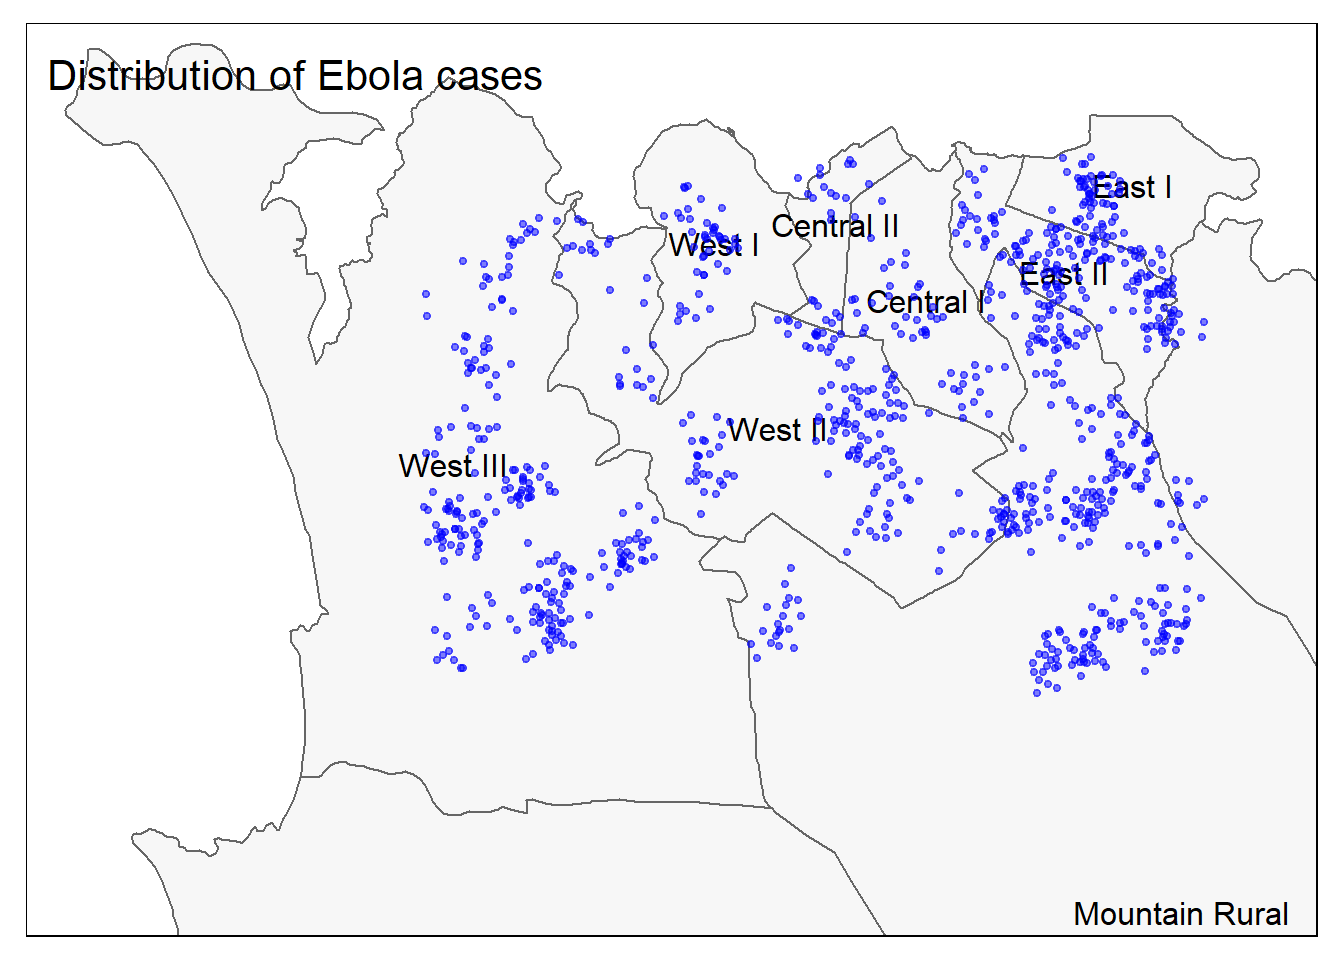 Distribution of Ebola cases
East I
Central II
West I
East II
Central I
West II
West III
Mountain Rural